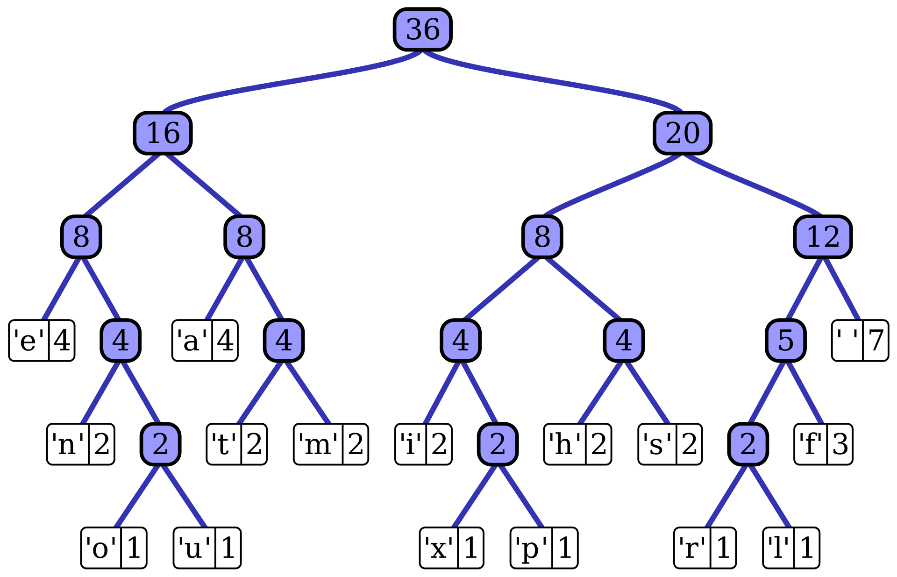 36
16 20
8 8 8 12
'e' 4 4 'a' 4 4 4 4 5 ' ' 7
'n' 2 2 't' 2 'm' 2 'i' 2 2 'h' 2 's' 2 2 'f' 3
'o' 1 'u' 1 'x' 1 'p' 1 'r' 1 'l' 1